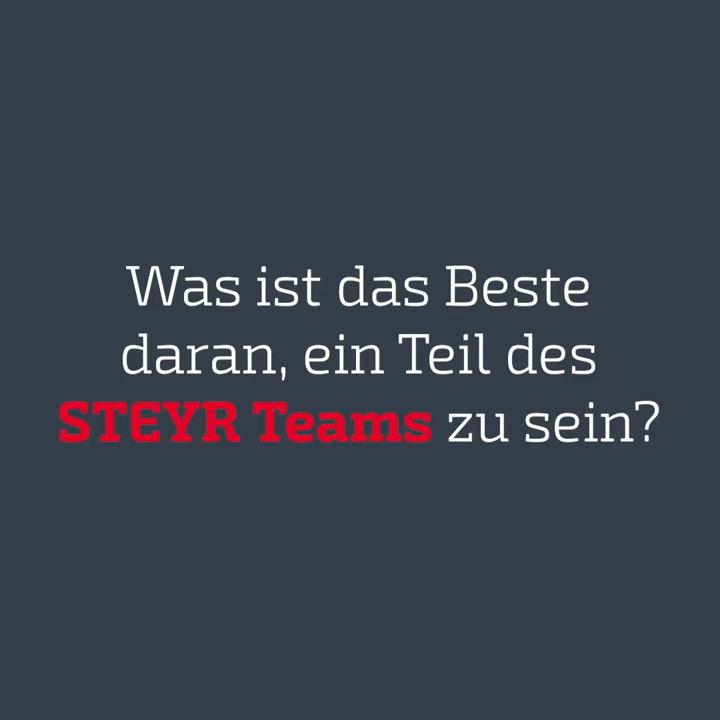 Was ist das Beste
daran, ein Teil des
STEYR Teams zu sein?